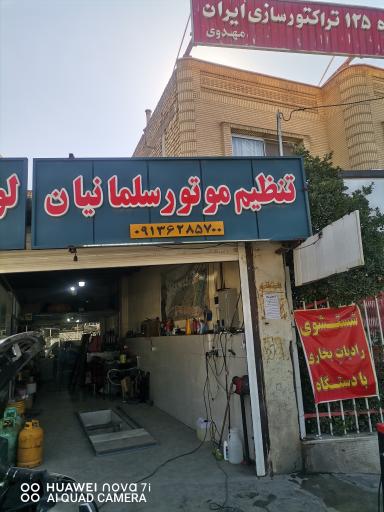 ۱۲۵ تراکتورسازی ایران
مهدوی
تنظیم موتور سلمانیان
لو
۰۹۱۳۶۲۸۵۷۰۰
شستشوی
رادیات بخاری
با دستگاه
HUAWEI nova 7i
AI QUAD CAMERA